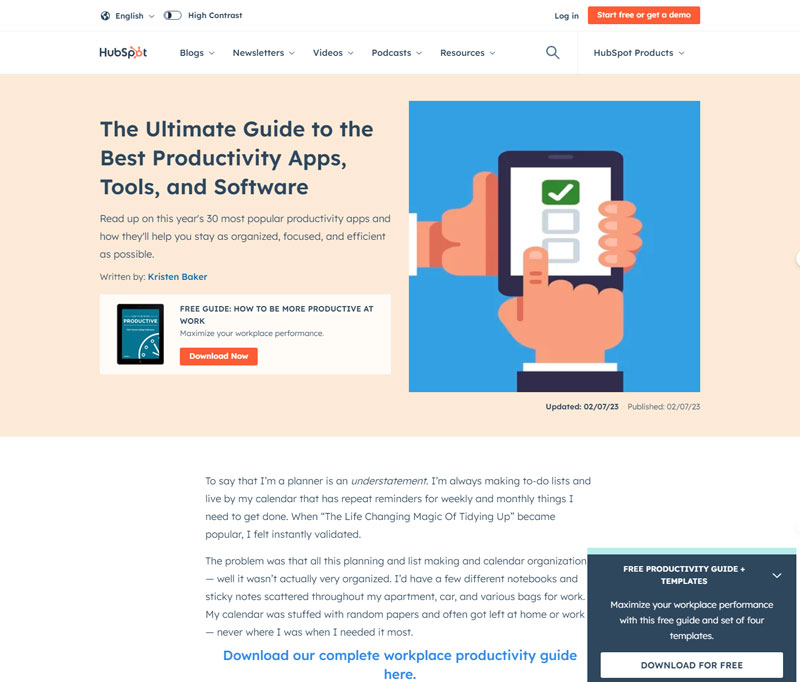 English
High Contrast
Log in
Start free or get a demo
HubSpot
Blogs
Newsletters
Videos
Podcasts
Resources
HubSpot Products
The Ultimate Guide to the
Best Productivity Apps,
Tools, and Software
Read up on this year's 30 most popular productivity apps and
how they'll help you stay as organized, focused, and efficient
as possible.
Written by: Kristen Baker
PRODUCTIVE
FREE GUIDE: HOW TO BE MORE PRODUCTIVE AT
WORK
Maximize your workplace performance.
Download Now
Updated: 02/07/23 Published: 02/07/23
To say that I'm a planner is an understatement. I'm always making to-do lists and
live by my calendar that has repeat reminders for weekly and monthly things I
need to get done. When “The Life Changing Magic Of Tidying Up” became
popular, I felt instantly validated.
The problem was that all this planning and list making and calendar organization
— well it wasn't actually very organized. I'd have a few different notebooks and
sticky notes scattered throughout my apartment, car, and various bags for work.
My calendar was stuffed with random papers and often got left at home or work
— never where I was when I needed it most.
Download our complete workplace productivity guide
here.
FREE PRODUCTIVITY GUIDE +
TEMPLATES
Maximize your workplace performance
with this free guide and set of four
templates.
DOWNLOAD FOR FREE